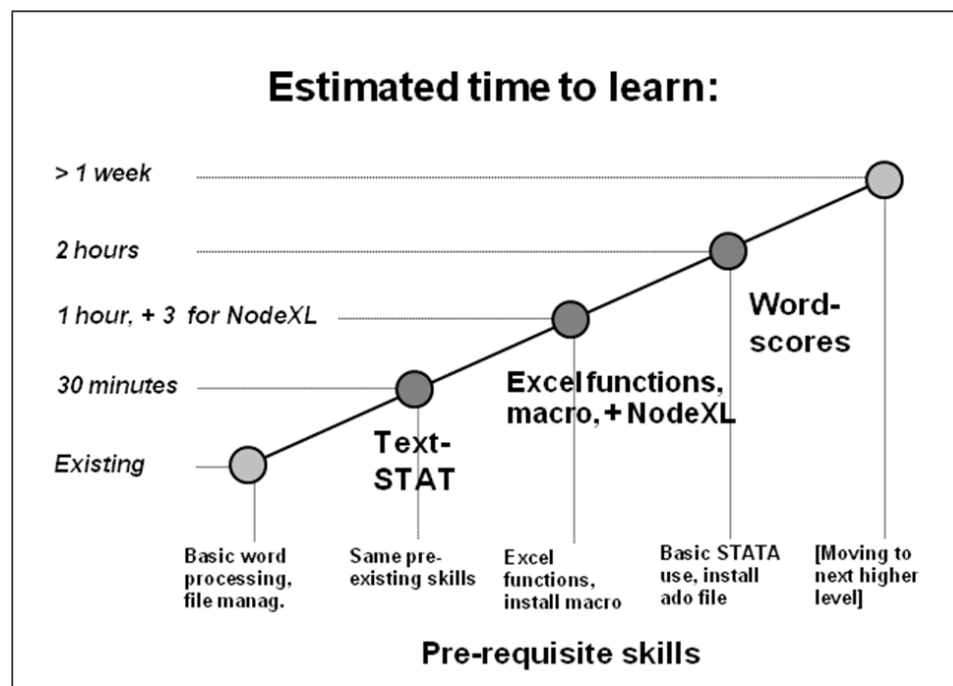 Estimated time to learn:
> 1 week
2 hours
1 hour, + 3 for NodeXL
30 minutes
Existing
Word-
scores
Excel functions,
macro, + NodeXL
Text-
STAT
Basic word
processing,
file manag.
Same pre-
existing skills
Excel
functions,
install macro
Basic STATA
use, install
ado file
[Moving to
next higher
level]
Pre-requisite skills